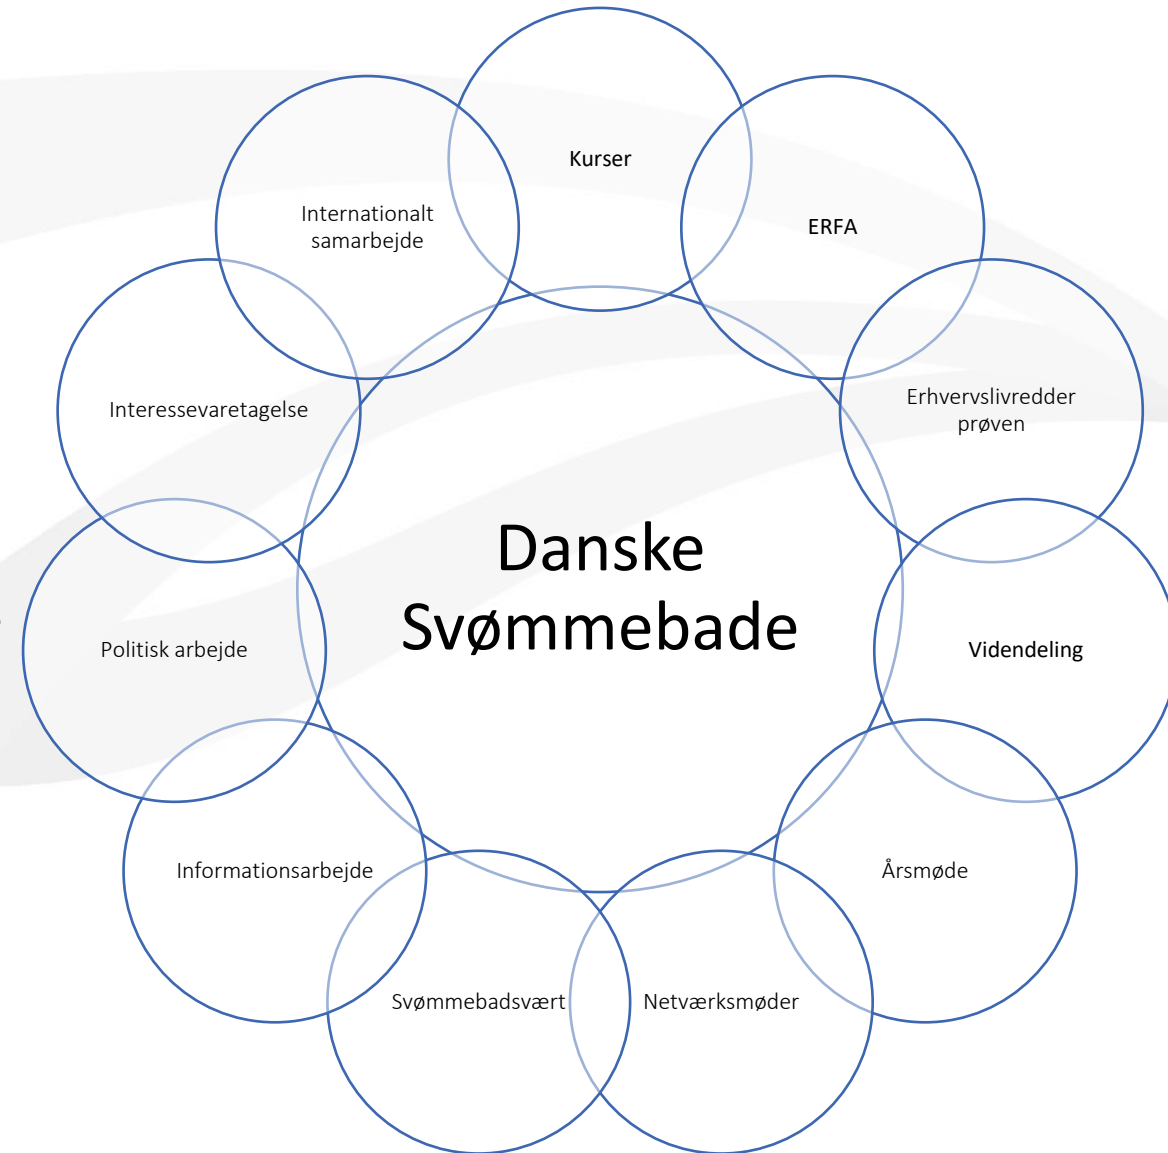 Kurser
ERFA
Erhvervslivredder
prøven
Videndeling
Årsmøde
Netværksmøder
Svømmebadsvært
Informationsarbejde
Politisk arbejde
Interessevaretagelse
Internationalt
samarbejde
Danske
Svømmebade